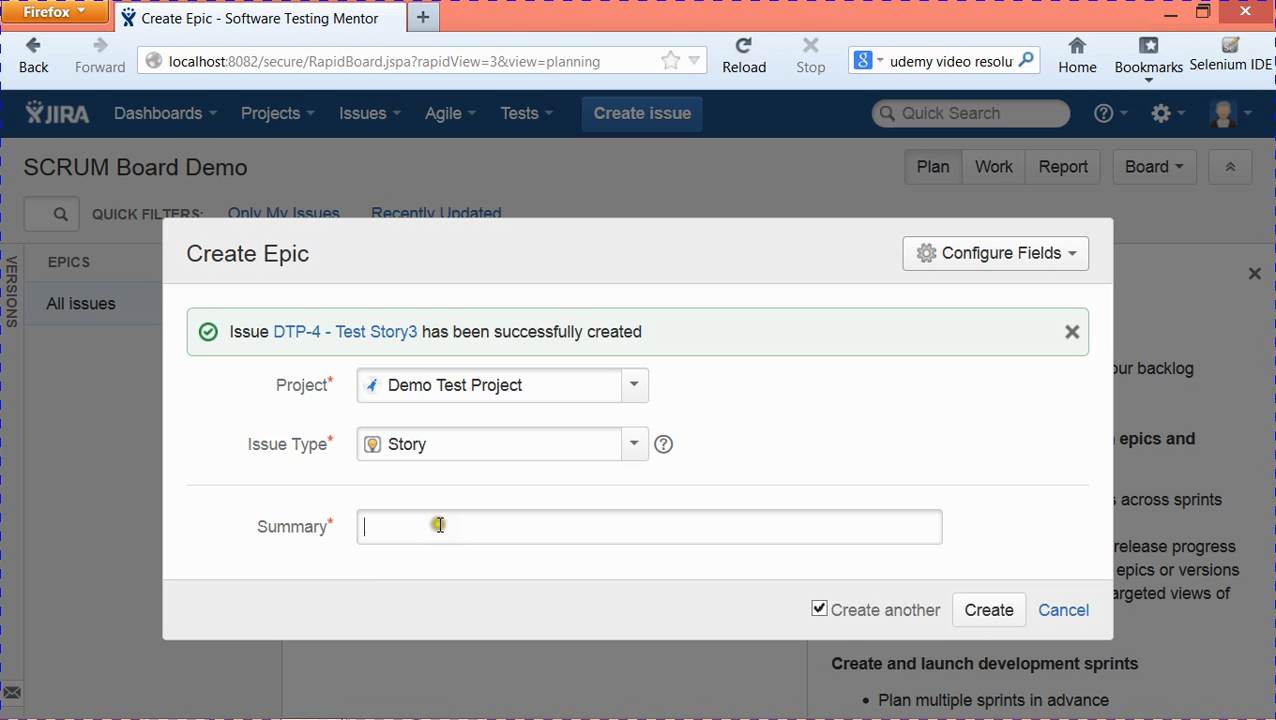 Firefox
Create Epic - Software Testing Mentor
Back
Forward
localhost:8082/secure/RapidBoard.jspa?rapidView=3&view=planning
Reload
Stop
udemy video resolu
Home
Bookmarks
Selenium IDE
JIRA
Dashboards
Projects
Issues
Agile
Tests
Create issue
Quick Search
SCRUM Board Demo
Plan
Work
Report
Board
QUICK FILTERS:
Only My Issues
Recently Updated
VERSIONS
EPICS
All issues
Create Epic
Configure Fields
Issue DTP-4 - Test Story3 has been successfully created
Project*
Demo Test Project
our backlog
Issue Type*
Story
epics and
across sprints
Summary*
release progress
epics or versions
argeted views of
Create another
Create
Cancel
Create and launch development sprints
• Plan multiple sprints in advance